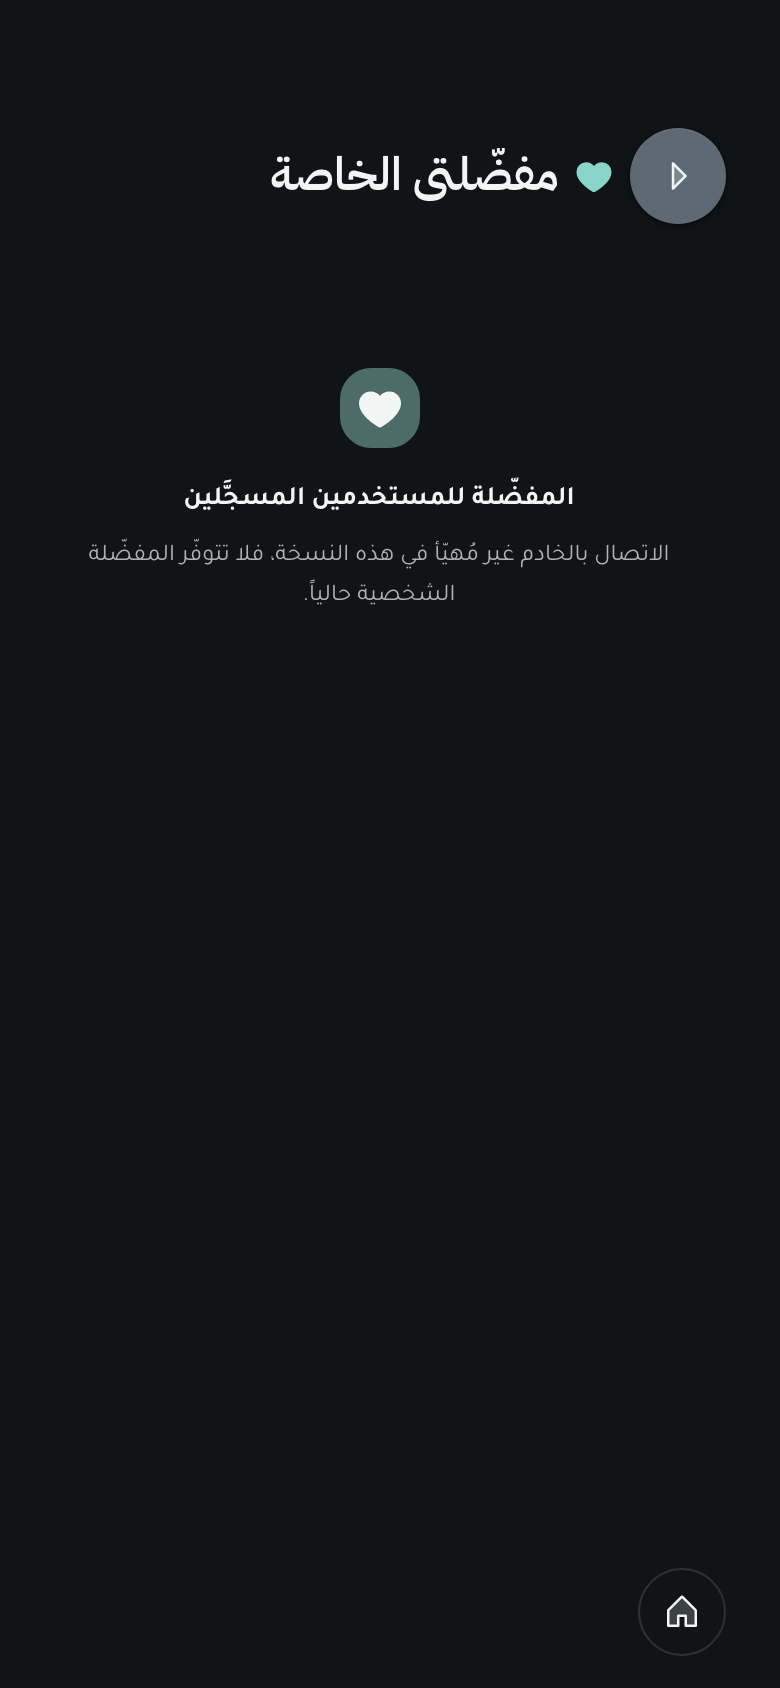 مفضّلتي الخاصة
المفضّلة للمستخدمين المسجَّلين
الاتصال بالخادم غير مُهيّأ في هذه النسخة، فلا تتوفّر المفضّلة
الشخصية حالياً.